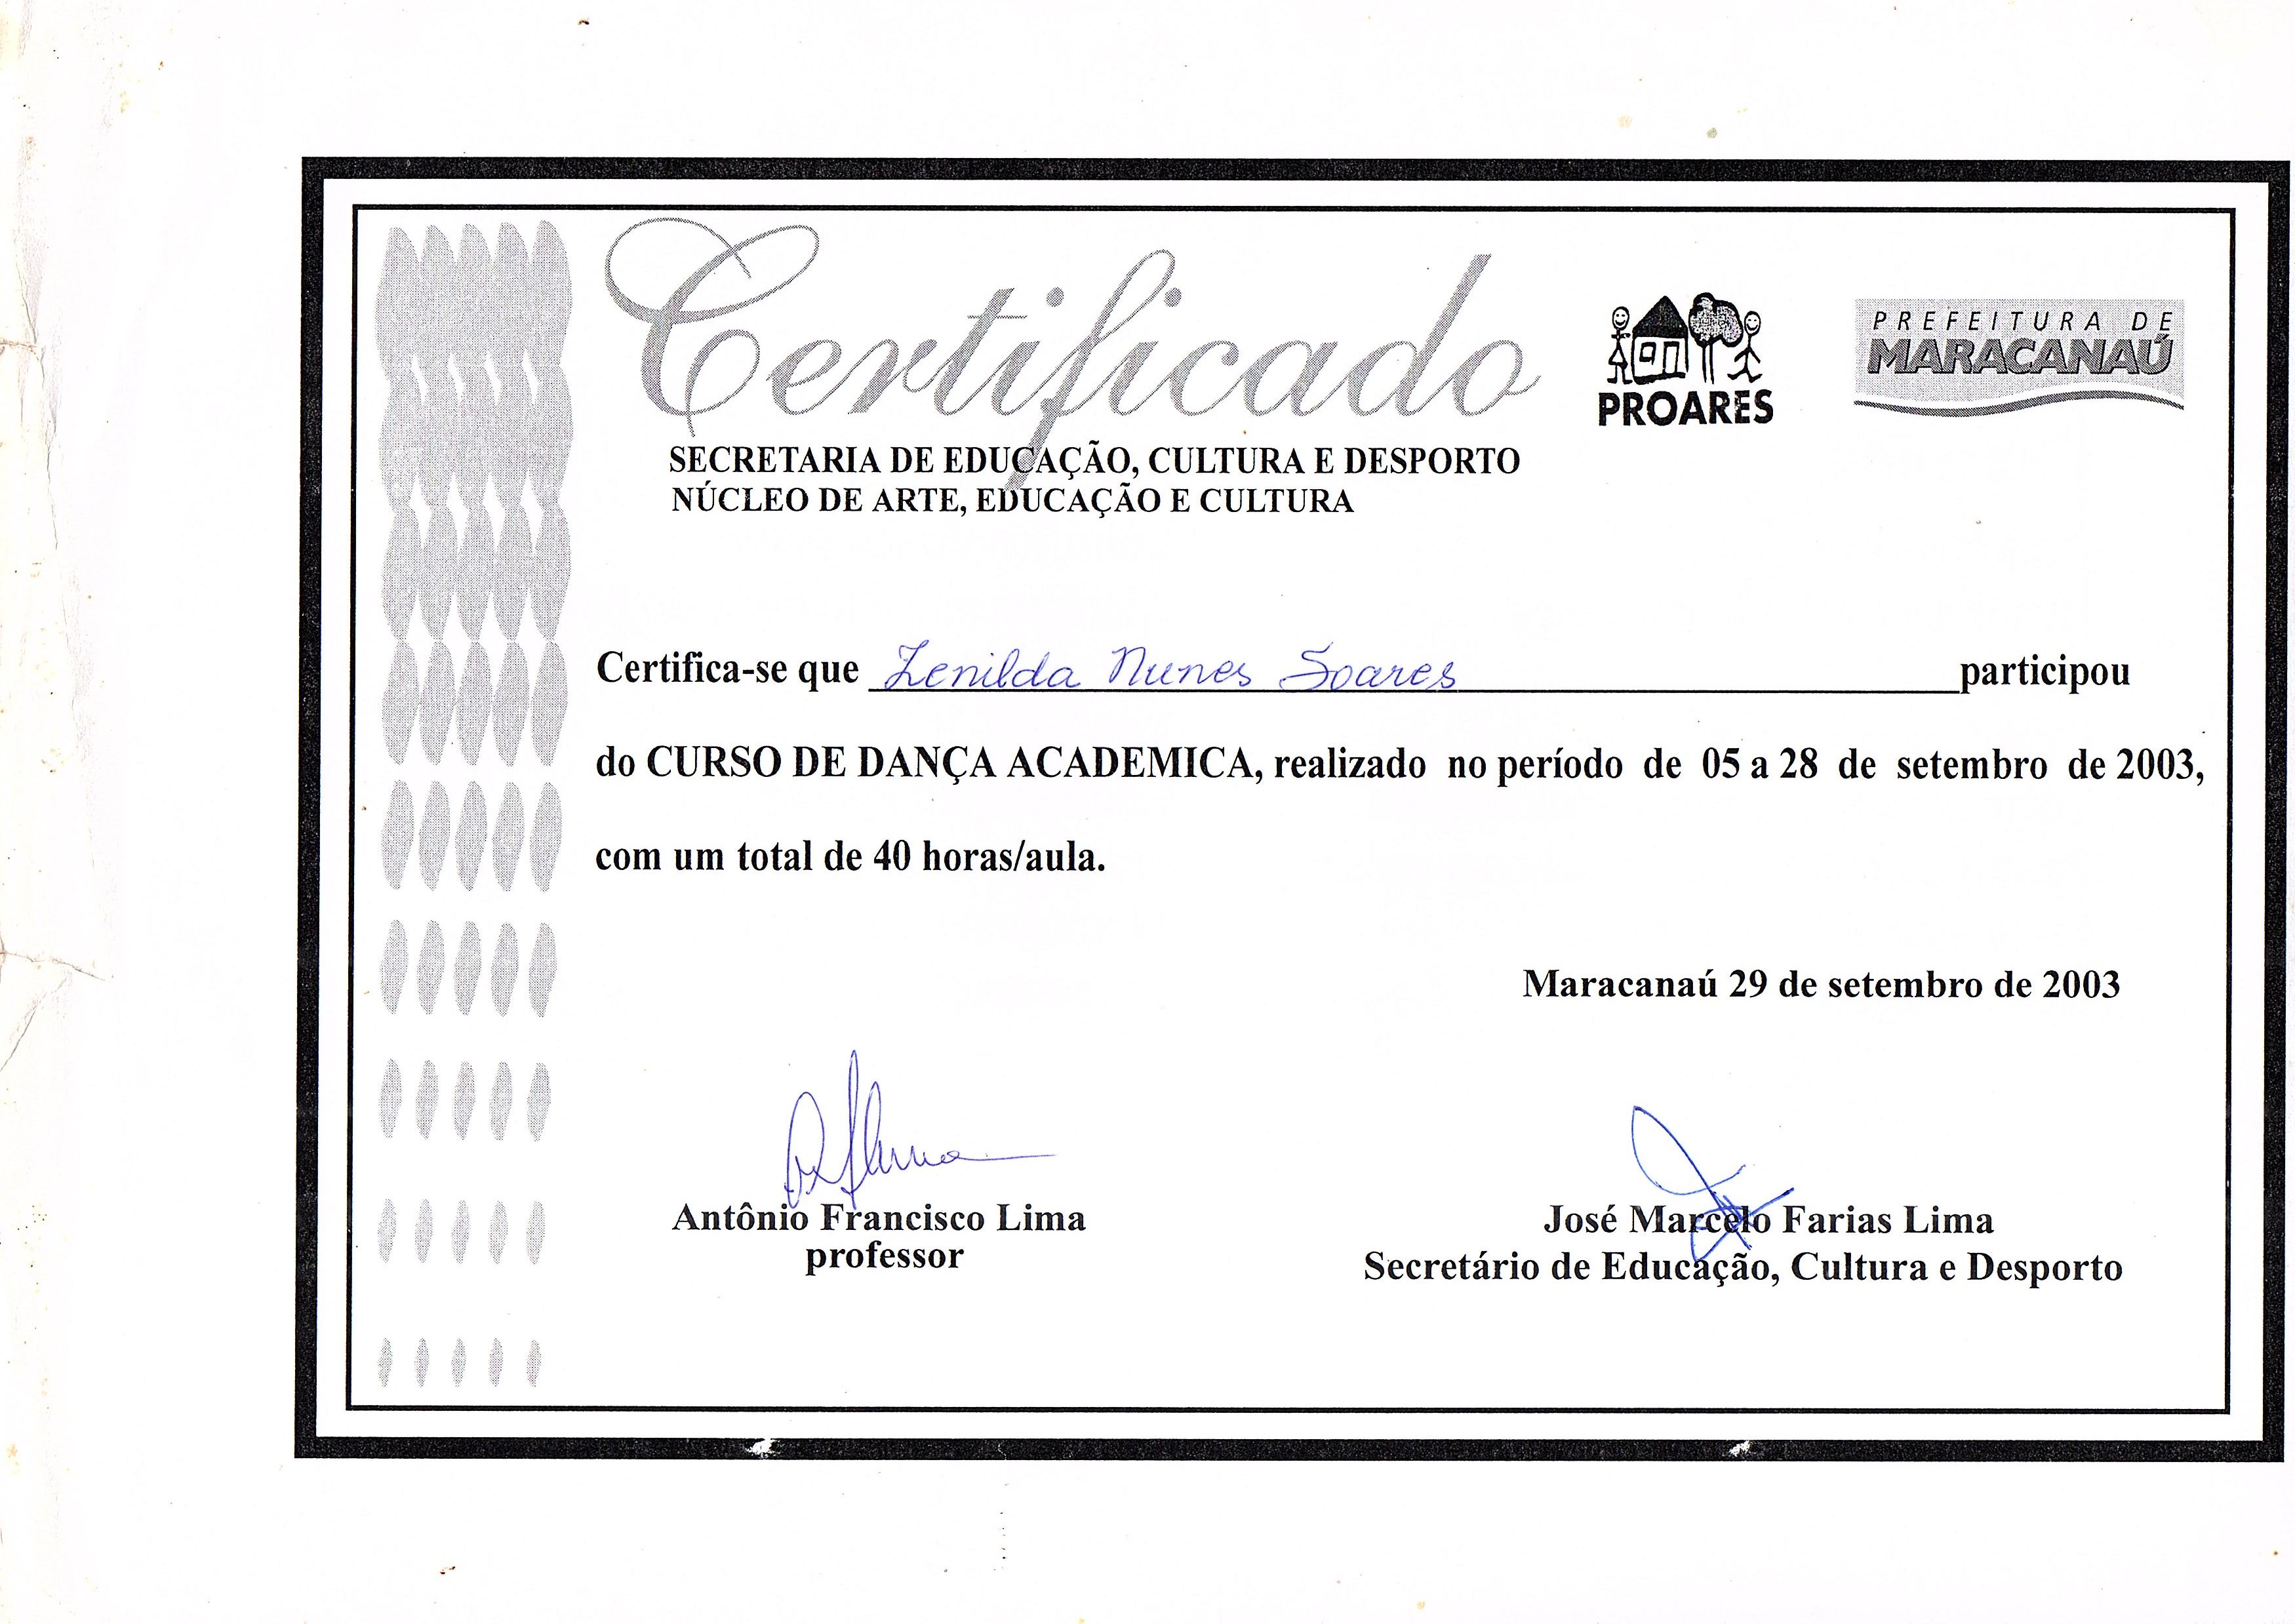 Certificado
PROARES
PREFEITURA DE
MARACANAÚ
SECRETARIA DE EDUCAÇÃO, CULTURA E DESPORTO
NÚCLEO DE ARTE, EDUCAÇÃO E CULTURA
Certifica-se que Zenilda Nunes Soares participou
do CURSO DE DANÇA ACADEMICA, realizado no período de 05 a 28 de setembro de 2003,
com um total de 40 horas/aula.
Maracanaú 29 de setembro de 2003
Antônio Francisco Lima
professor
José Marcelo Farias Lima
Secretário de Educação, Cultura e Desporto